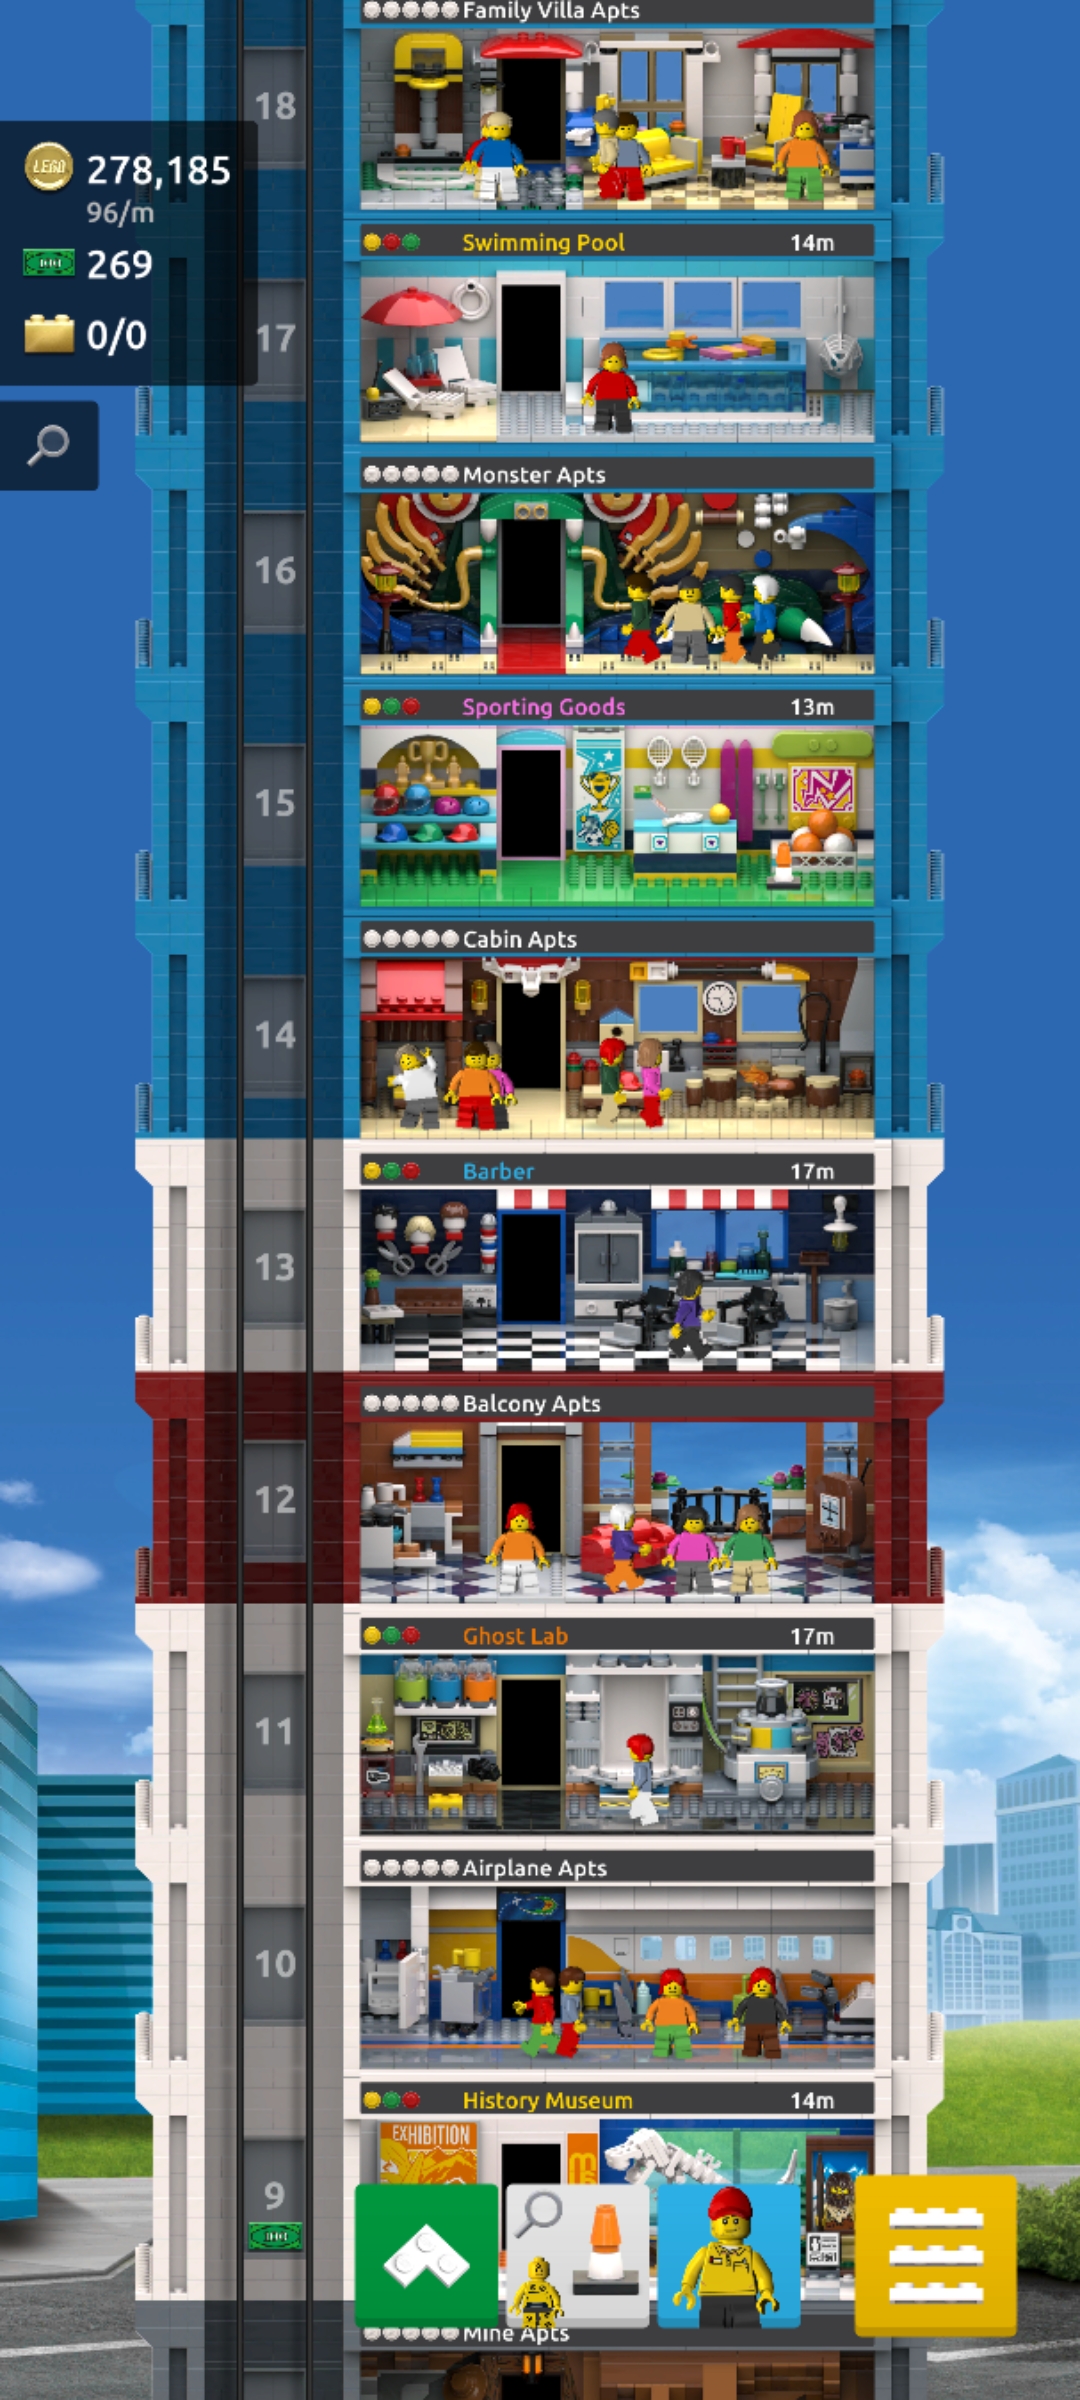 Family Villa Apts
18
LEGO 278,185
96/m
269
0/0
Swimming Pool 14m
17
Monster Apts
16
Sporting Goods 13m
15
Cabin Apts
14
Barber 17m
13
Balcony Apts
12
Ghost Lab 17m
11
Airplane Apts
10
History Museum 14m
EXHIBITION
9
Mine Apts